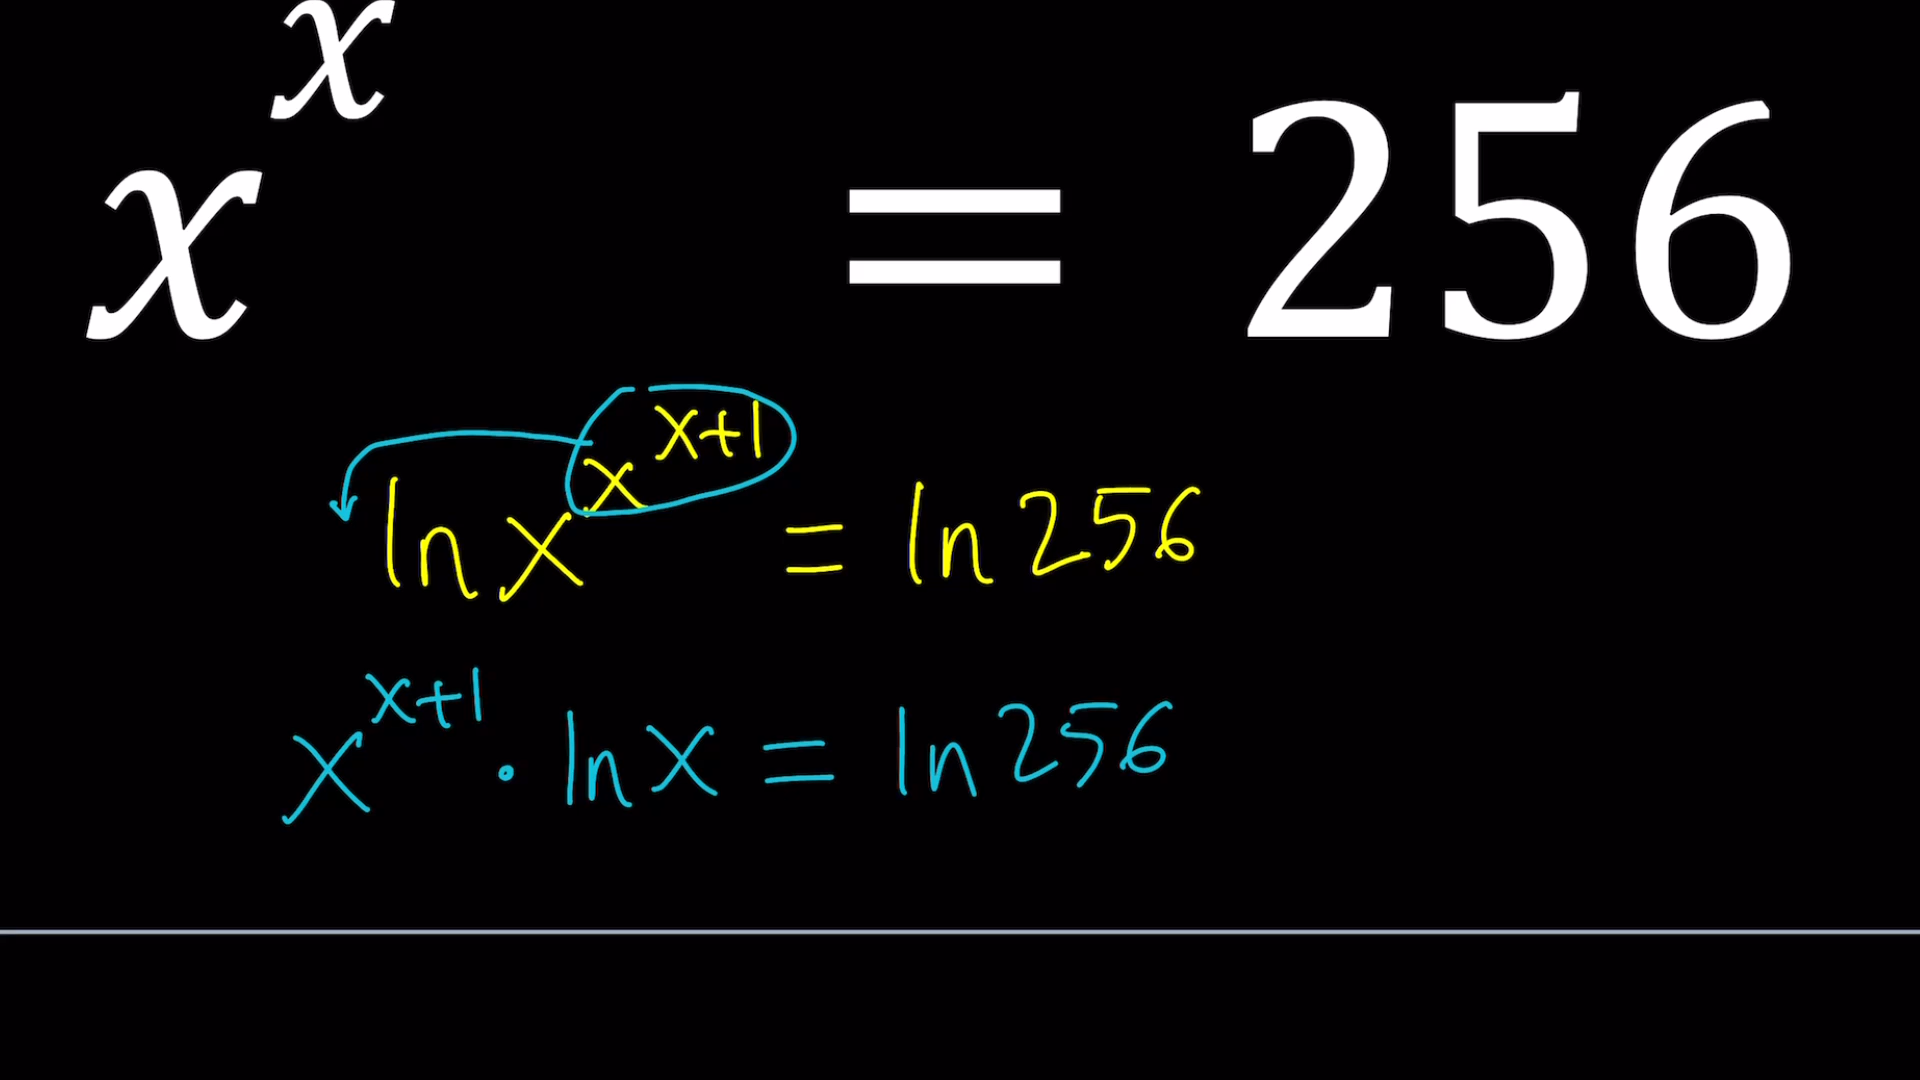 x^x = 256
ln x^x^x+1 = ln 256
x^x+1 · ln x = ln 256